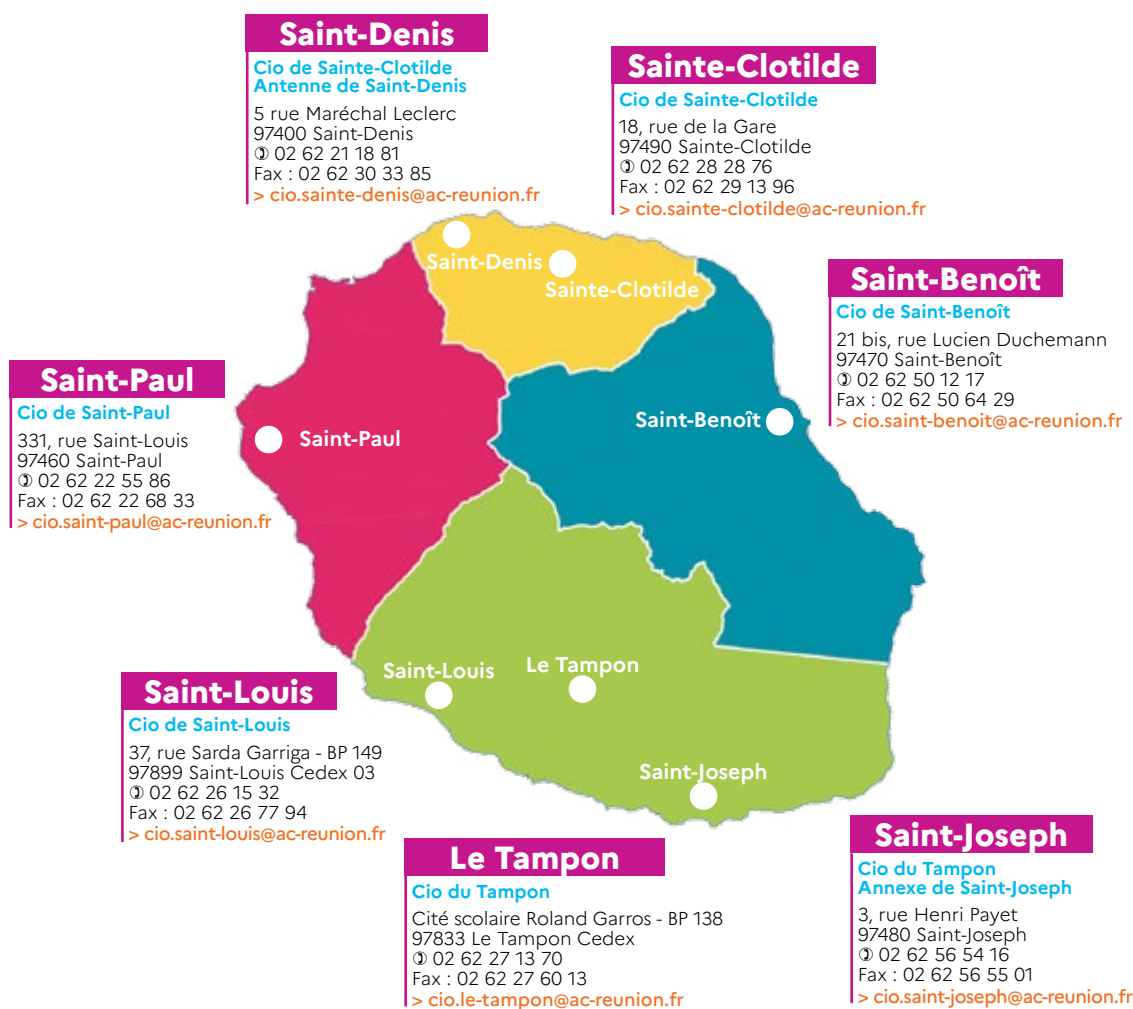 Saint-Denis
Cio de Sainte-Clotilde
Antenne de Saint-Denis
5 rue Maréchal Leclerc
97400 Saint-Denis
✆ 02 62 21 18 81
Fax : 02 62 30 33 85
> cio.sainte-denis@ac-reunion.fr
Sainte-Clotilde
Cio de Sainte-Clotilde
18, rue de la Gare
97490 Sainte-Clotilde
✆ 02 62 28 28 76
Fax : 02 62 29 13 96
> cio.sainte-clotilde@ac-reunion.fr
Saint-Denis
Sainte-Clotilde
Saint-Benoît
Cio de Saint-Benoît
21 bis, rue Lucien Duchemann
97470 Saint-Benoît
✆ 02 62 50 12 17
Fax : 02 62 50 64 29
> cio.saint-benoit@ac-reunion.fr
Saint-Paul
Cio de Saint-Paul
331, rue Saint-Louis
97460 Saint-Paul
✆ 02 62 22 55 86
Fax : 02 62 22 68 33
> cio.saint-paul@ac-reunion.fr
Saint-Paul
Saint-Benoît
Saint-Louis
Le Tampon
Saint-Joseph
Saint-Louis
Cio de Saint-Louis
37, rue Sarda Garriga - BP 149
97899 Saint-Louis Cedex 03
✆ 02 62 26 15 32
Fax : 02 62 26 77 94
> cio.saint-louis@ac-reunion.fr
Le Tampon
Cio du Tampon
Cité scolaire Roland Garros - BP 138
97833 Le Tampon Cedex
✆ 02 62 27 13 70
Fax : 02 62 27 60 13
> cio.le-tampon@ac-reunion.fr
Saint-Joseph
Cio du Tampon
Annexe de Saint-Joseph
3, rue Henri Payet
97480 Saint-Joseph
✆ 02 62 56 54 16
Fax : 02 62 56 55 01
> cio.saint-joseph@ac-reunion.fr